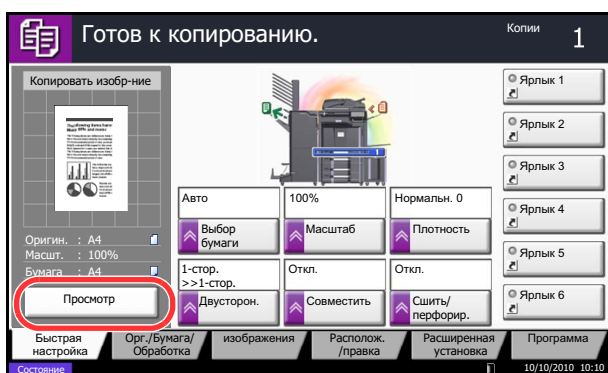 Готов к копированию.
Копии 1
Копировать изобр-ние
Оригин. : A4
Масшт. : 100%
Бумага : A4
Просмотр
Авто
100%
Нормальн. 0
Выбор
бумаги
Масштаб
Плотность
1-стор.
>>1-стор.
Откл.
Откл.
Двусторон.
Совместить
Сшить/
перфорир.
Ярлык 1
Ярлык 2
Ярлык 3
Ярлык 4
Ярлык 5
Ярлык 6
Быстрая
настройка
Орг./Бумага/
Обработка
изображения
Располож.
/правка
Расширенная
установка
Программа
Состояние
10/10/2010 10:10